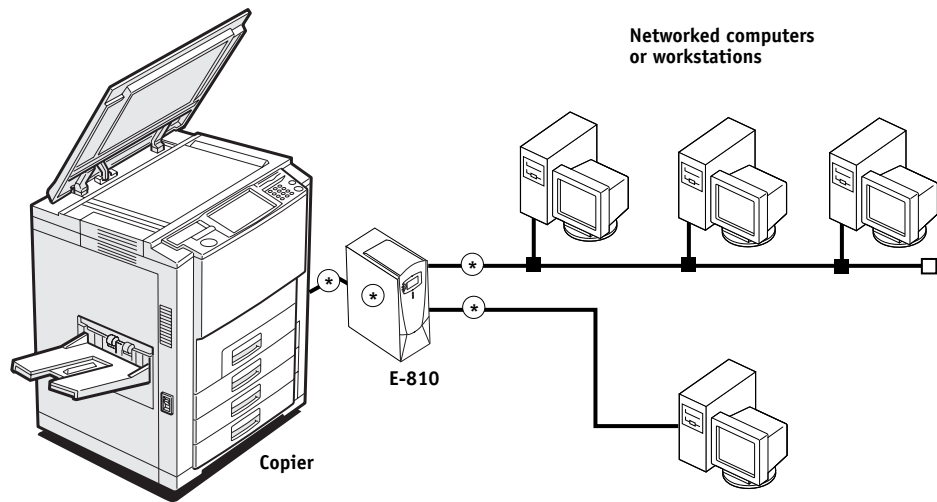 Networked computers
or workstations
*
*
*
*
E-810
Copier